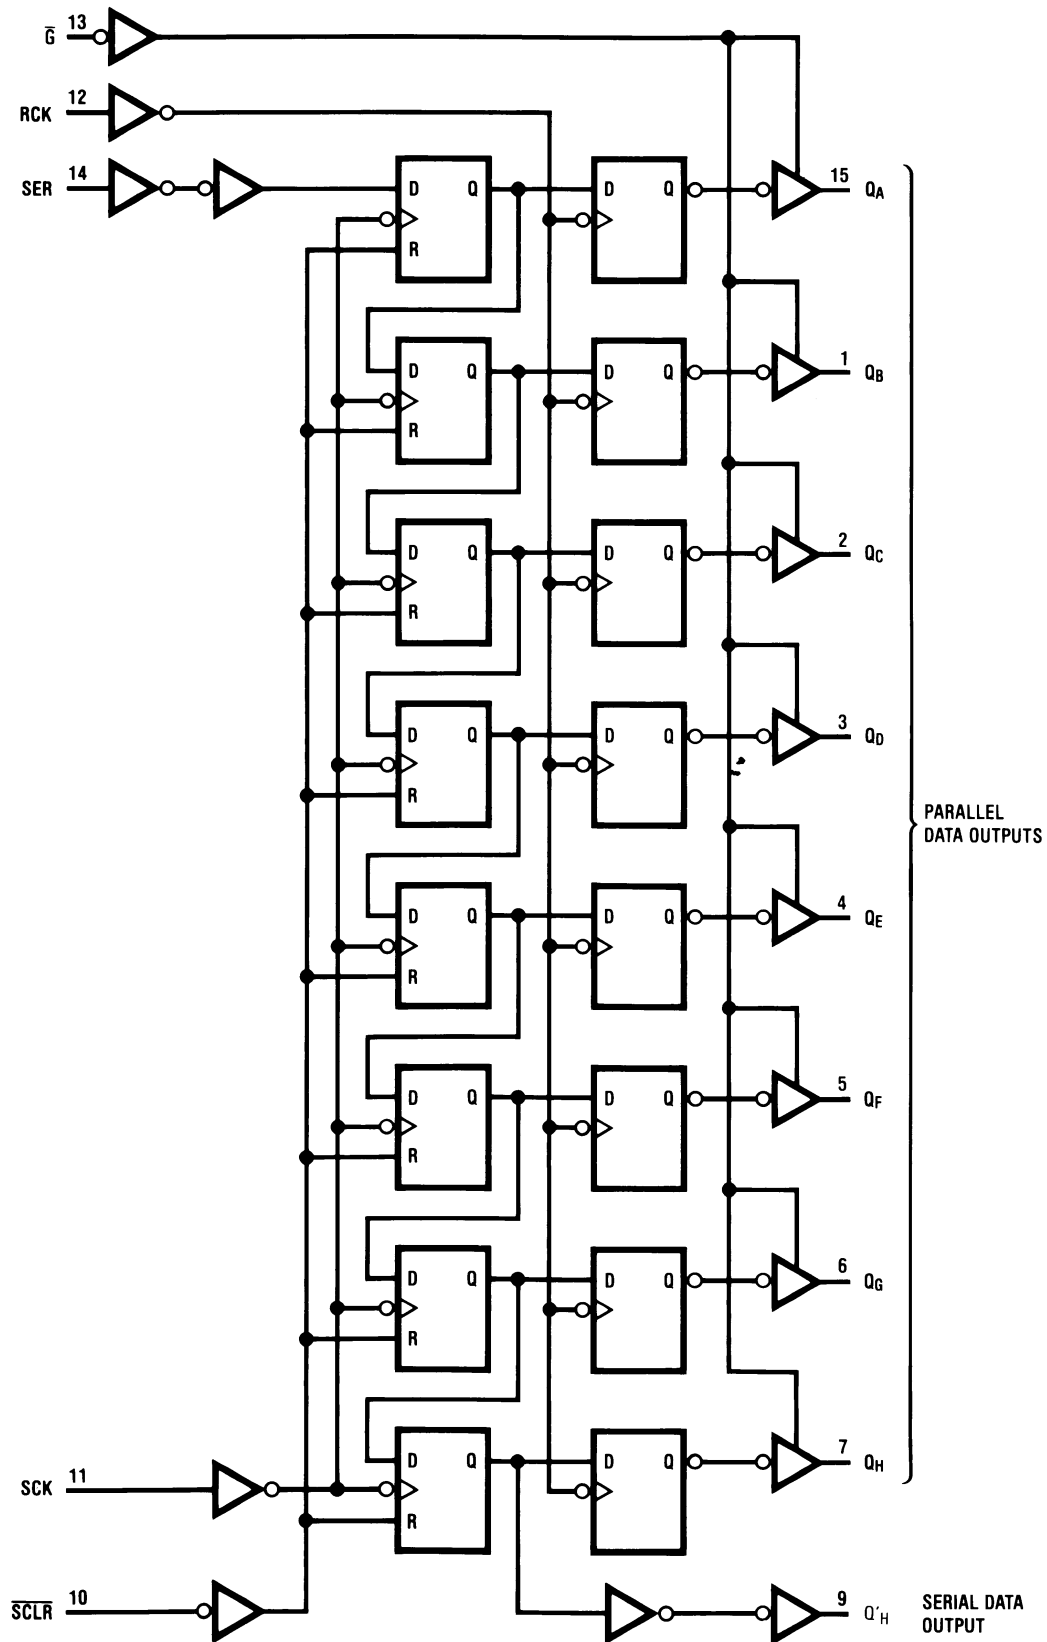 G̅ 13
RCK 12
SER 14
D Q
R
D Q
15 QA
D Q
R
D Q
1 QB
D Q
R
D Q
2 QC
D Q
R
D Q
3 QD
PARALLEL
DATA OUTPUTS
D Q
R
D Q
4 QE
D Q
R
D Q
5 QF
D Q
R
D Q
6 QG
D Q
R
D Q
7 QH
SCK 11
S̅C̅L̅R̅ 10
9 Q'H
SERIAL DATA
OUTPUT